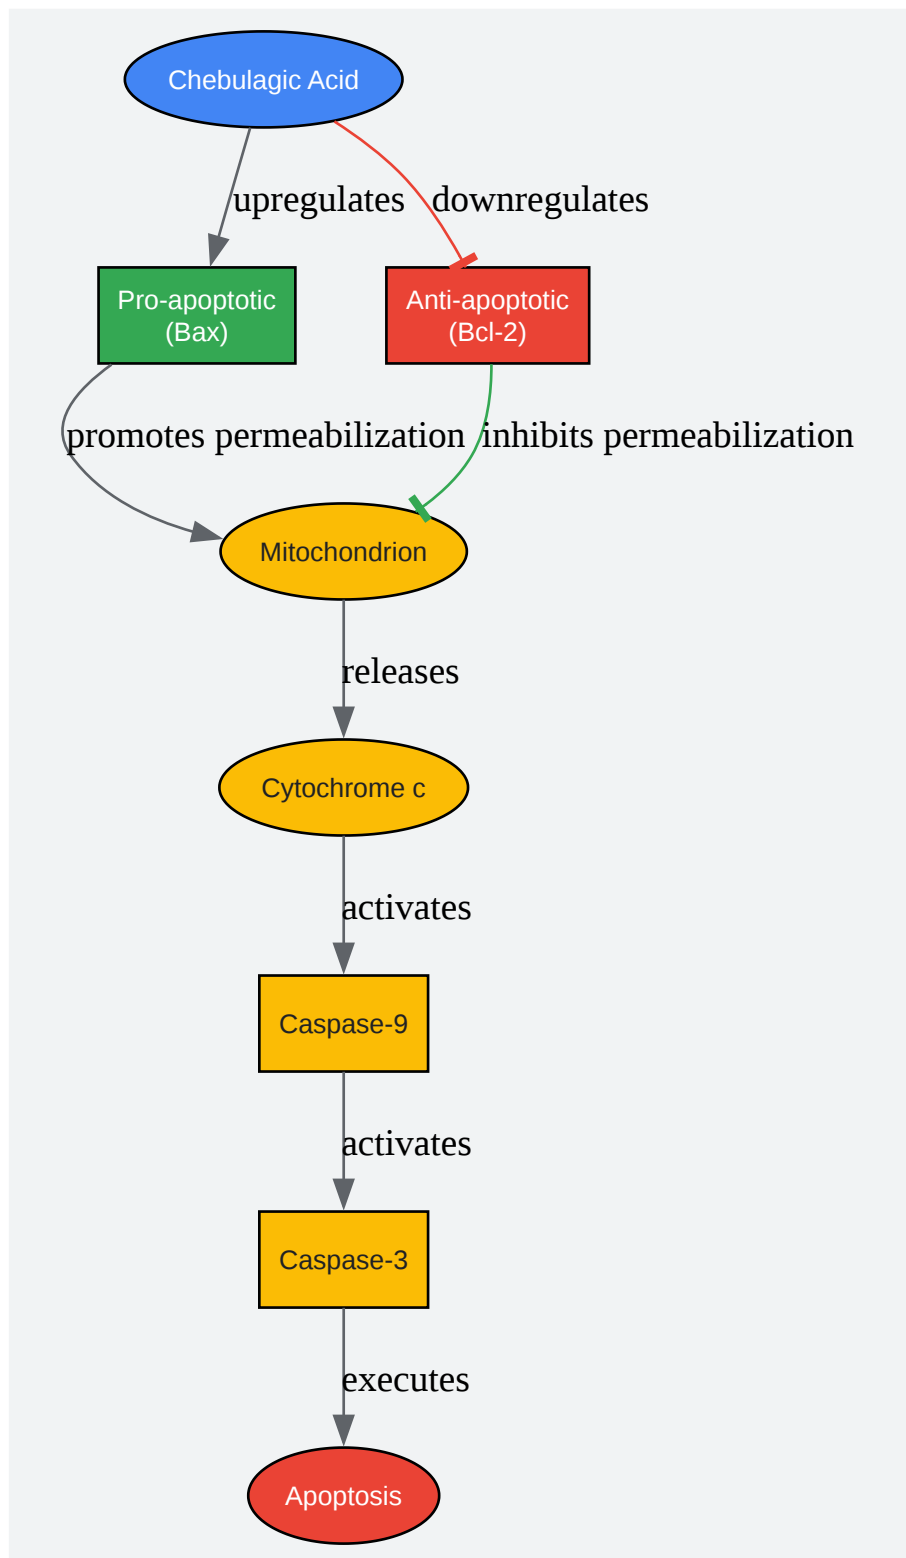 Chebulagic Acid
upregulates
downregulates
Pro-apoptotic
(Bax)
Anti-apoptotic
(Bcl-2)
promotes permeabilization
inhibits permeabilization
Mitochondrion
releases
Cytochrome c
activates
Caspase-9
activates
Caspase-3
executes
Apoptosis